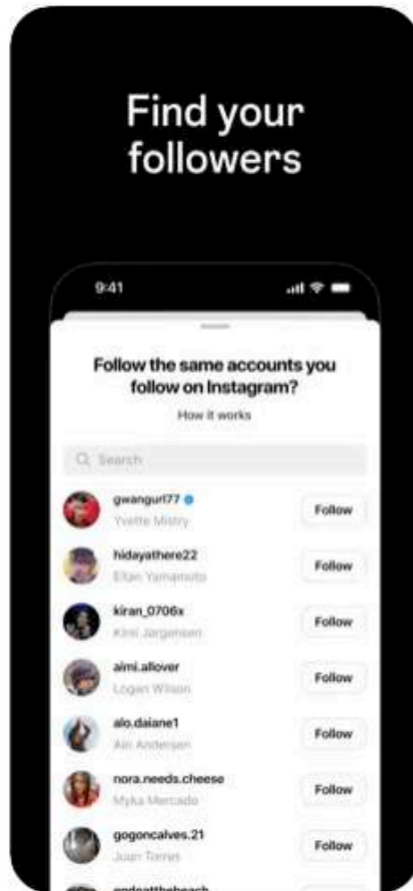 Find your
followers
9:41
Follow the same accounts you
follow on Instagram?
How it works
Search
gwangurl77
Yvette Mistry
Follow
hidayathere22
Eitan Yamamoto
Follow
kiran_0706x
Kirsi Jørgensen
Follow
aimi.allover
Logan Wilson
Follow
alo.daiane1
Airi Andersen
Follow
nora.needs.cheese
Myka Mercado
Follow
gogoncalves.21
Juan Torres
Follow